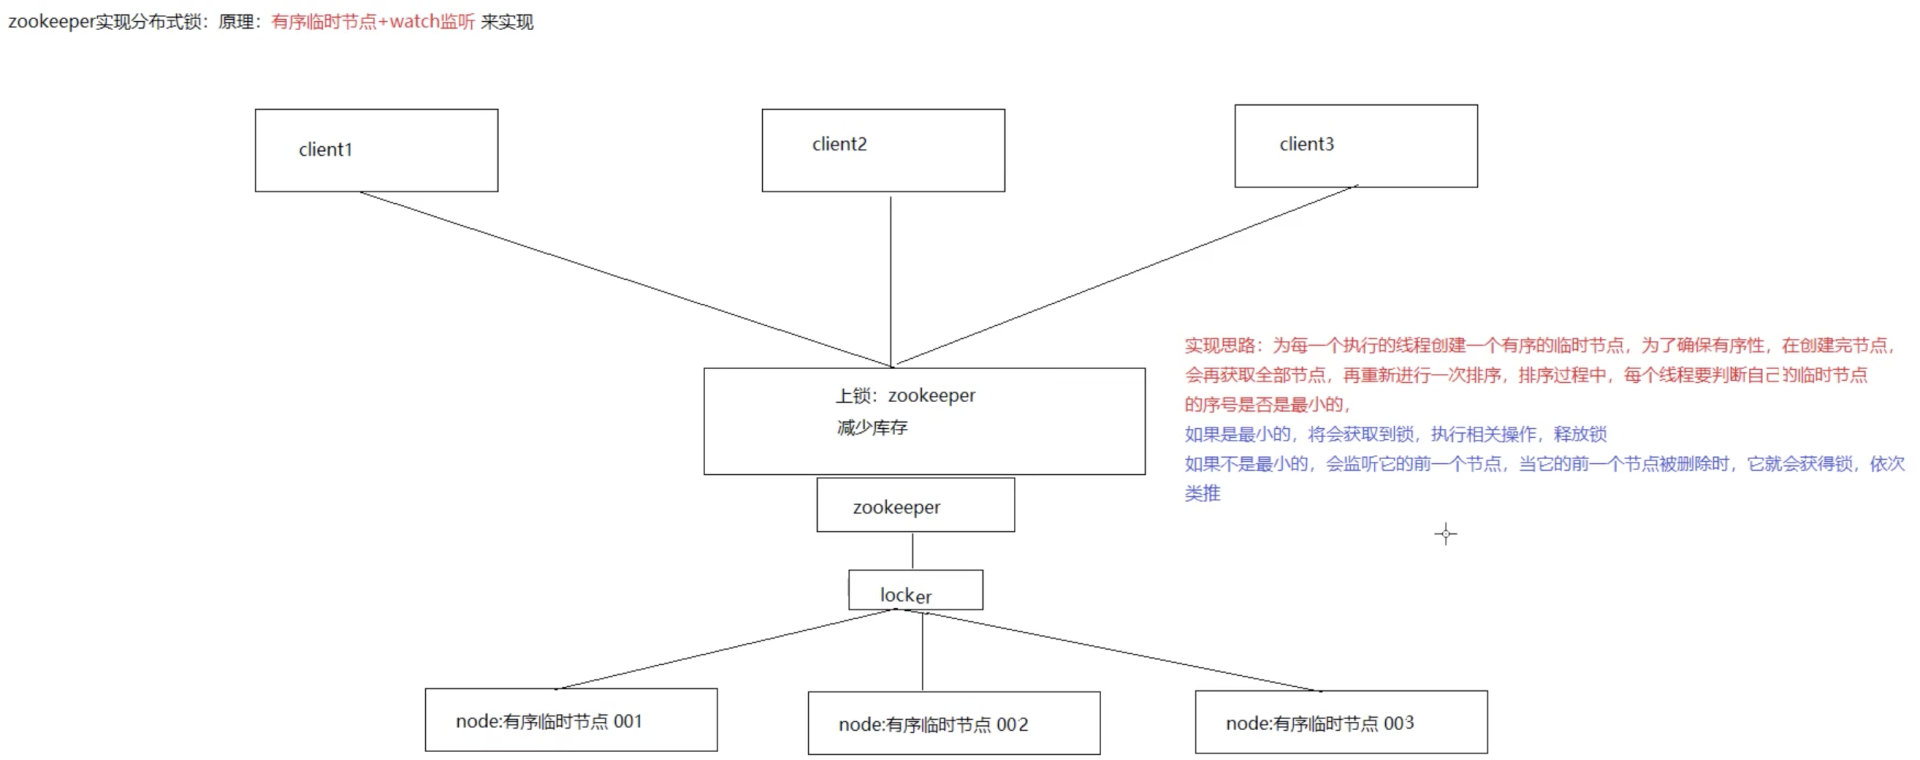 zookeeper实现分布式锁：原理：有序临时节点+watch监听 来实现
client1
client2
client3
上锁：zookeeper
减少库存
实现思路：为每一个执行的线程创建一个有序的临时节点，为了确保有序性，在创建完节点，
会再获取全部节点，再重新进行一次排序，排序过程中，每个线程要判断自己的临时节点
的序号是否是最小的，
如果是最小的，将会获取到锁，执行相关操作，释放锁
如果不是最小的，会监听它的前一个节点，当它的前一个节点被删除时，它就会获得锁，依次
类推
zookeeper
locker
node:有序临时节点 001
node:有序临时节点 002
node:有序临时节点 003